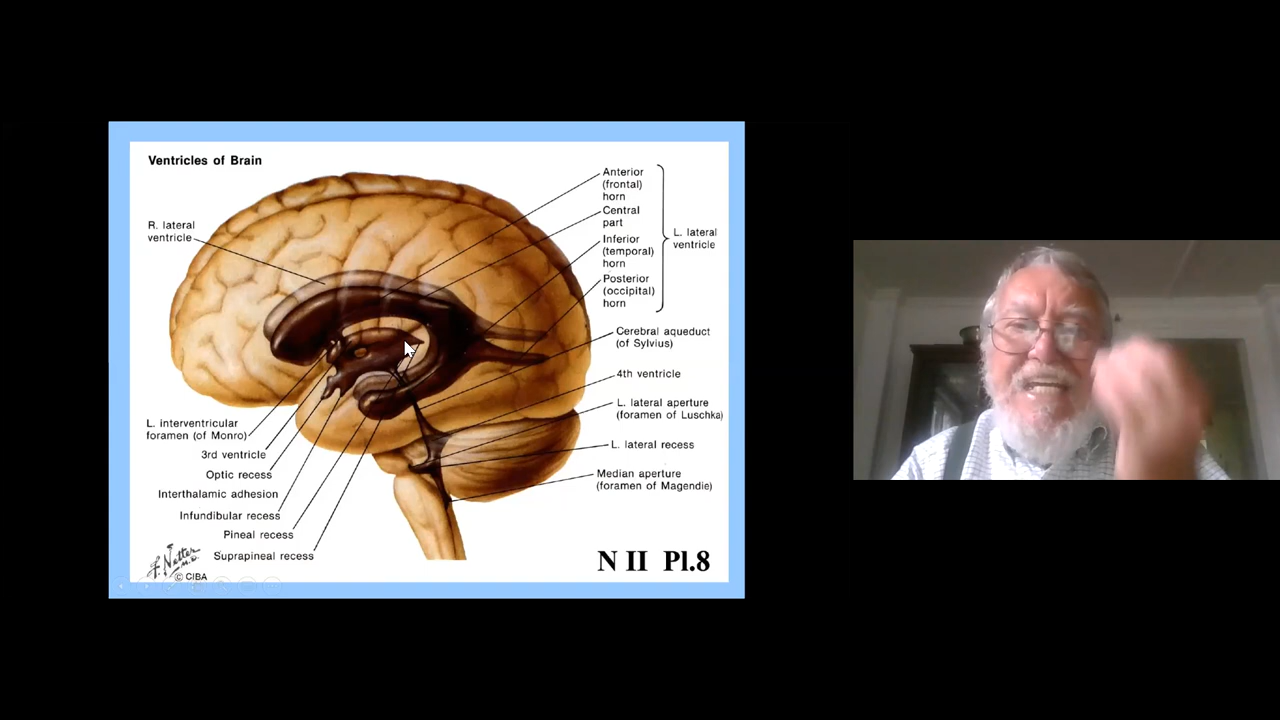 Ventricles of Brain
R. lateral
ventricle
Anterior
(frontal)
horn
Central
part
Inferior
(temporal)
horn
Posterior
(occipital)
horn
L. lateral
ventricle
Cerebral aqueduct
(of Sylvius)
4th ventricle
L. lateral aperture
(foramen of Luschka)
L. lateral recess
Median aperture
(foramen of Magendie)
L. interventricular
foramen (of Monro)
3rd ventricle
Optic recess
Interthalamic adhesion
Infundibular recess
Pineal recess
Suprapineal recess
F. Netter
M.D.
© CIBA
N II Pl.8